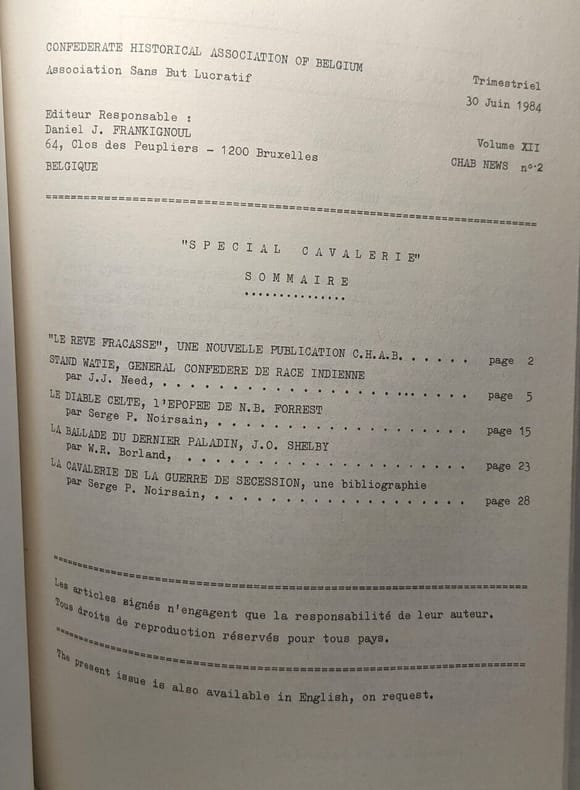 CONFEDERATE HISTORICAL ASSOCIATION OF BELGIUM
Association Sans But Lucratif
Trimestriel
30 Juin 1984
Editeur Responsable :
Daniel J. FRANKIGNOUL
64, Clos des Peupliers - 1200 Bruxelles
BELGIQUE
Volume XII
CHAB NEWS n°.2
==========================================================
"S P E C I A L   C A V A L E R I E"
S O M M A I R E
...............
"LE REVE FRACASSE", UNE NOUVELLE PUBLICATION C.H.A.B. . . . . . page 2
STAND WATIE, GENERAL CONFEDERE DE RACE INDIENNE
par J.J. Need, . . . . . . . . . . . . . . . . . ... . . . page 5
LE DIABLE CELTE, l'EPOPEE DE N.B. FORREST
par Serge P. Noirsain, . . . . . . . . . . . . . . . . . . page 15
LA BALLADE DU DERNIER PALADIN, J.O. SHELBY
par W.R. Borland, . . . . . . . . . . . . . . . . . . . . page 23
LA CAVALERIE DE LA GUERRE DE SECESSION, une bibliographie
par Serge P. Noirsain, . . . . . . . . . . . . . . . . . . page 28
==========================================================
Les articles signés n'engagent que la responsabilité de leur auteur.
Tous droits de reproduction réservés pour tous pays.
==========================================================
The present issue is also available in English, on request.